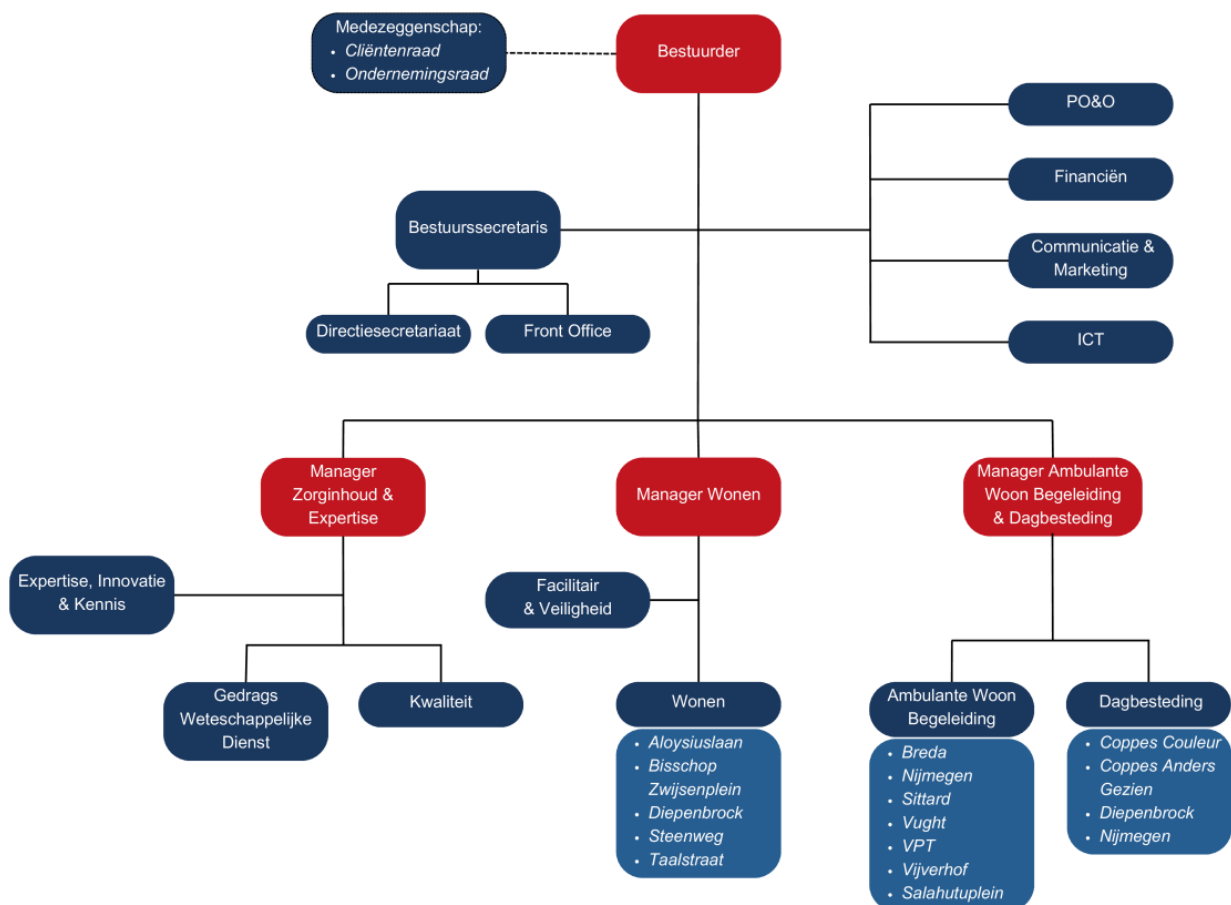 Medezeggenschap:
• Cliëntenraad
• Ondernemingsraad
Bestuurder
PO&O
Financiën
Communicatie &
Marketing
ICT
Bestuurssecretaris
Directiesecretariaat
Front Office
Manager
Zorginhoud &
Expertise
Manager Wonen
Manager Ambulante
Woon Begeleiding
& Dagbesteding
Expertise, Innovatie
& Kennis
Gedrags
Weteschappelijke
Dienst
Kwaliteit
Facilitair
& Veiligheid
Wonen
• Aloysiuslaan
• Bisschop
Zwijsenplein
• Diepenbrock
• Steenweg
• Taalstraat
Ambulante Woon
Begeleiding
• Breda
• Nijmegen
• Sittard
• Vught
• VPT
• Vijverhof
• Salahutuplein
Dagbesteding
• Coppes Couleur
• Coppes Anders
Gezien
• Diepenbrock
• Nijmegen